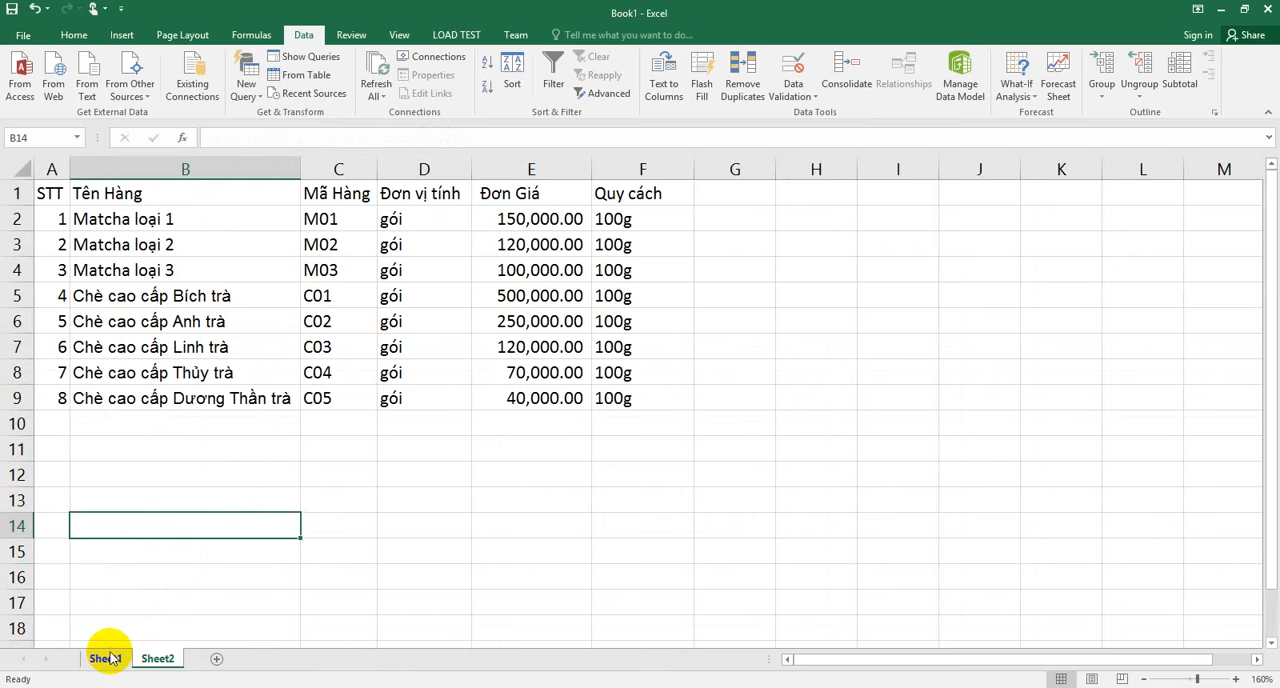 Book1 - Excel
File Home Insert Page Layout Formulas Data Review View LOAD TEST Team Tell me what you want to do... Sign in Share
From Access
From Web
From Text
From Other Sources
Existing Connections
Get External Data
New Query
Show Queries
From Table
Recent Sources
Get & Transform
Refresh All
Connections
Properties
Edit Links
Connections
Sort
Filter
Clear
Reapply
Advanced
Sort & Filter
Text to Columns
Flash Fill
Remove Duplicates
Data Validation
Consolidate
Relationships
Manage Data Model
Data Tools
What-If Analysis
Forecast Sheet
Forecast
Group
Ungroup
Subtotal
Outline
B14 fx
A B C D E F G H I J K L M
1 STT Tên Hàng Mã Hàng Đơn vị tính Đơn Giá Quy cách
2 1 Matcha loại 1 M01 gói 150,000.00 100g
3 2 Matcha loại 2 M02 gói 120,000.00 100g
4 3 Matcha loại 3 M03 gói 100,000.00 100g
5 4 Chè cao cấp Bích trà C01 gói 500,000.00 100g
6 5 Chè cao cấp Anh trà C02 gói 250,000.00 100g
7 6 Chè cao cấp Linh trà C03 gói 120,000.00 100g
8 7 Chè cao cấp Thủy trà C04 gói 70,000.00 100g
9 8 Chè cao cấp Dương Thần trà C05 gói 40,000.00 100g
10
11
12
13
14
15
16
17
18
Sheet1 Sheet2
Ready 160%